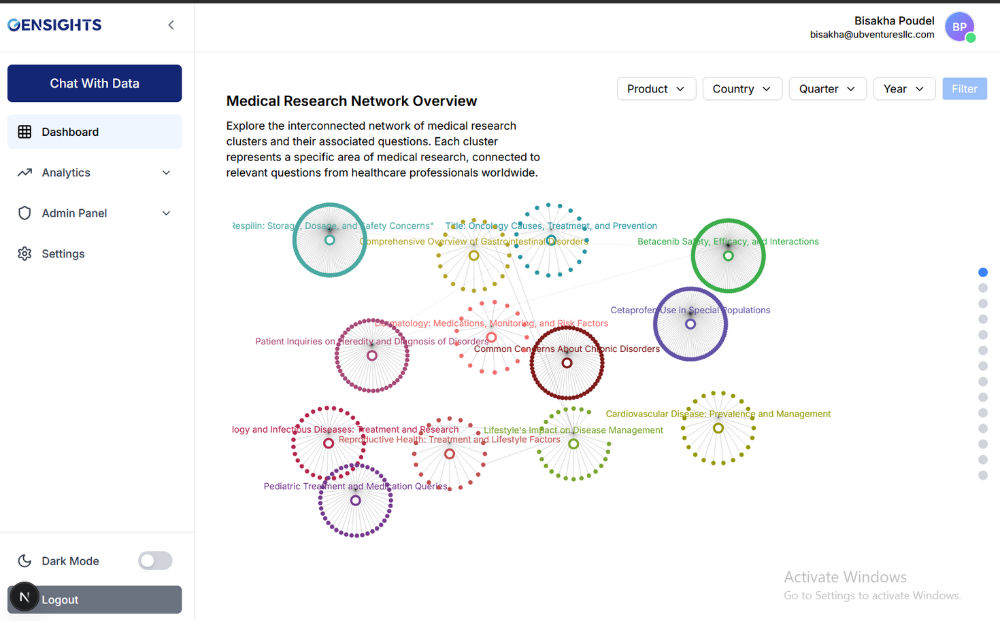 GENSIGHTS
Bisakha Poudel
bisakha@ubventuresllc.com
BP
Chat With Data
Dashboard
Analytics
Admin Panel
Settings
Product
Country
Quarter
Year
Filter
Medical Research Network Overview
Explore the interconnected network of medical research
clusters and their associated questions. Each cluster
represents a specific area of medical research, connected to
relevant questions from healthcare professionals worldwide.
Respilin: Storage, Dosage, and Safety Concerns"
Title: Oncology Causes, Treatment, and Prevention
Comprehensive Overview of Gastrointestinal Disorders
Betacenib Safety, Efficacy, and Interactions
Cetaprofen Use in Special Populations
Dermatology: Medications, Monitoring, and Risk Factors
Patient Inquiries on Heredity and Diagnosis of Disorders
Common Concerns About Chronic Disorders
Cardiovascular Disease: Prevalence and Management
logy and Infectious Diseases: Treatment and Research
Lifestyle's Impact on Disease Management
Reproductive Health: Treatment and Lifestyle Factors
Pediatric Treatment and Medication Queries
Dark Mode
N
Logout
Activate Windows
Go to Settings to activate Windows.